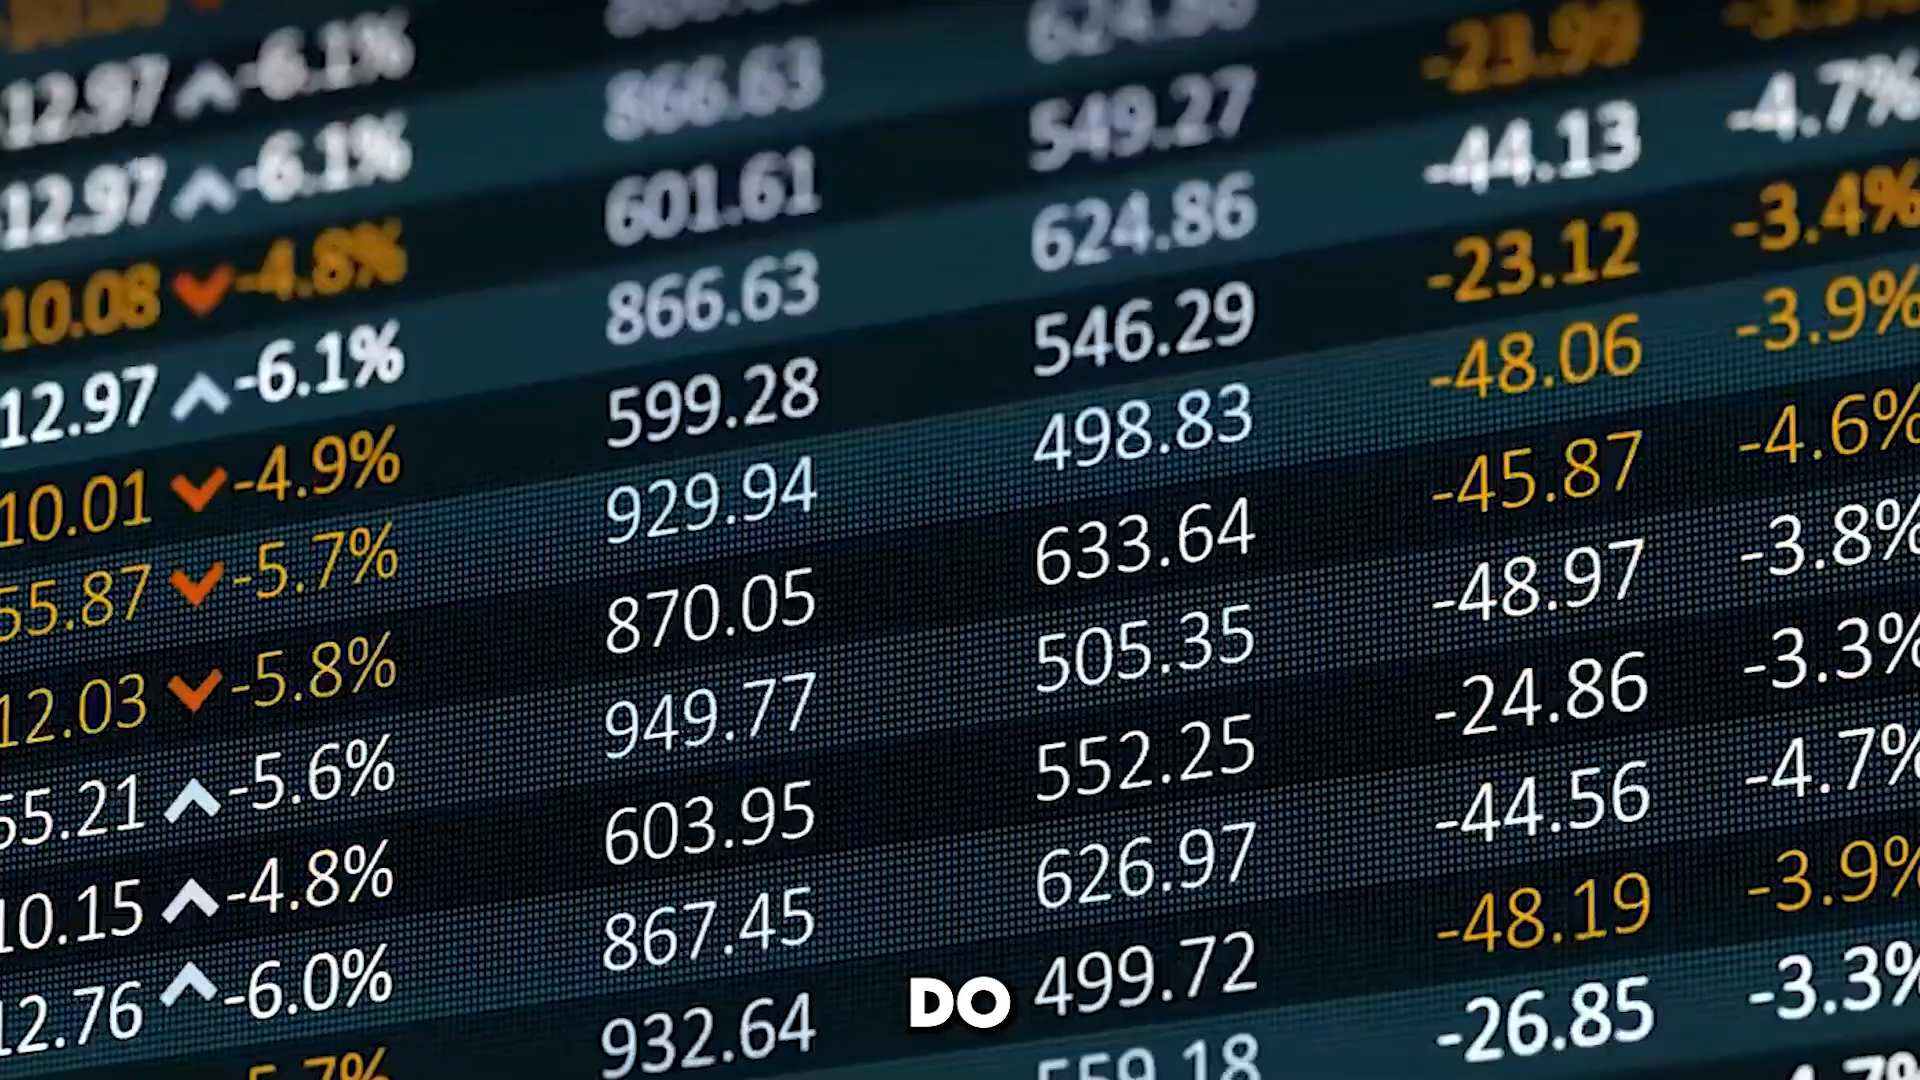 624.86
-23.99
12.97 -6.1% 866.63 549.27 -44.13 -4.7%
12.97 -6.1% 601.61 624.86 -23.12 -3.4%
10.08 -4.8% 866.63 546.29 -48.06 -3.9%
12.97 -6.1% 599.28 498.83 -45.87 -4.6%
10.01 -4.9% 929.94 633.64 -48.97 -3.8%
55.87 -5.7% 870.05 505.35 -24.86 -3.3%
12.03 -5.8% 949.77 552.25 -44.56 -4.7%
55.21 -5.6% 603.95 626.97 -48.19 -3.9%
10.15 -4.8% 867.45 499.72 -26.85 -3.3%
12.76 -6.0% 932.64 559.18
DO